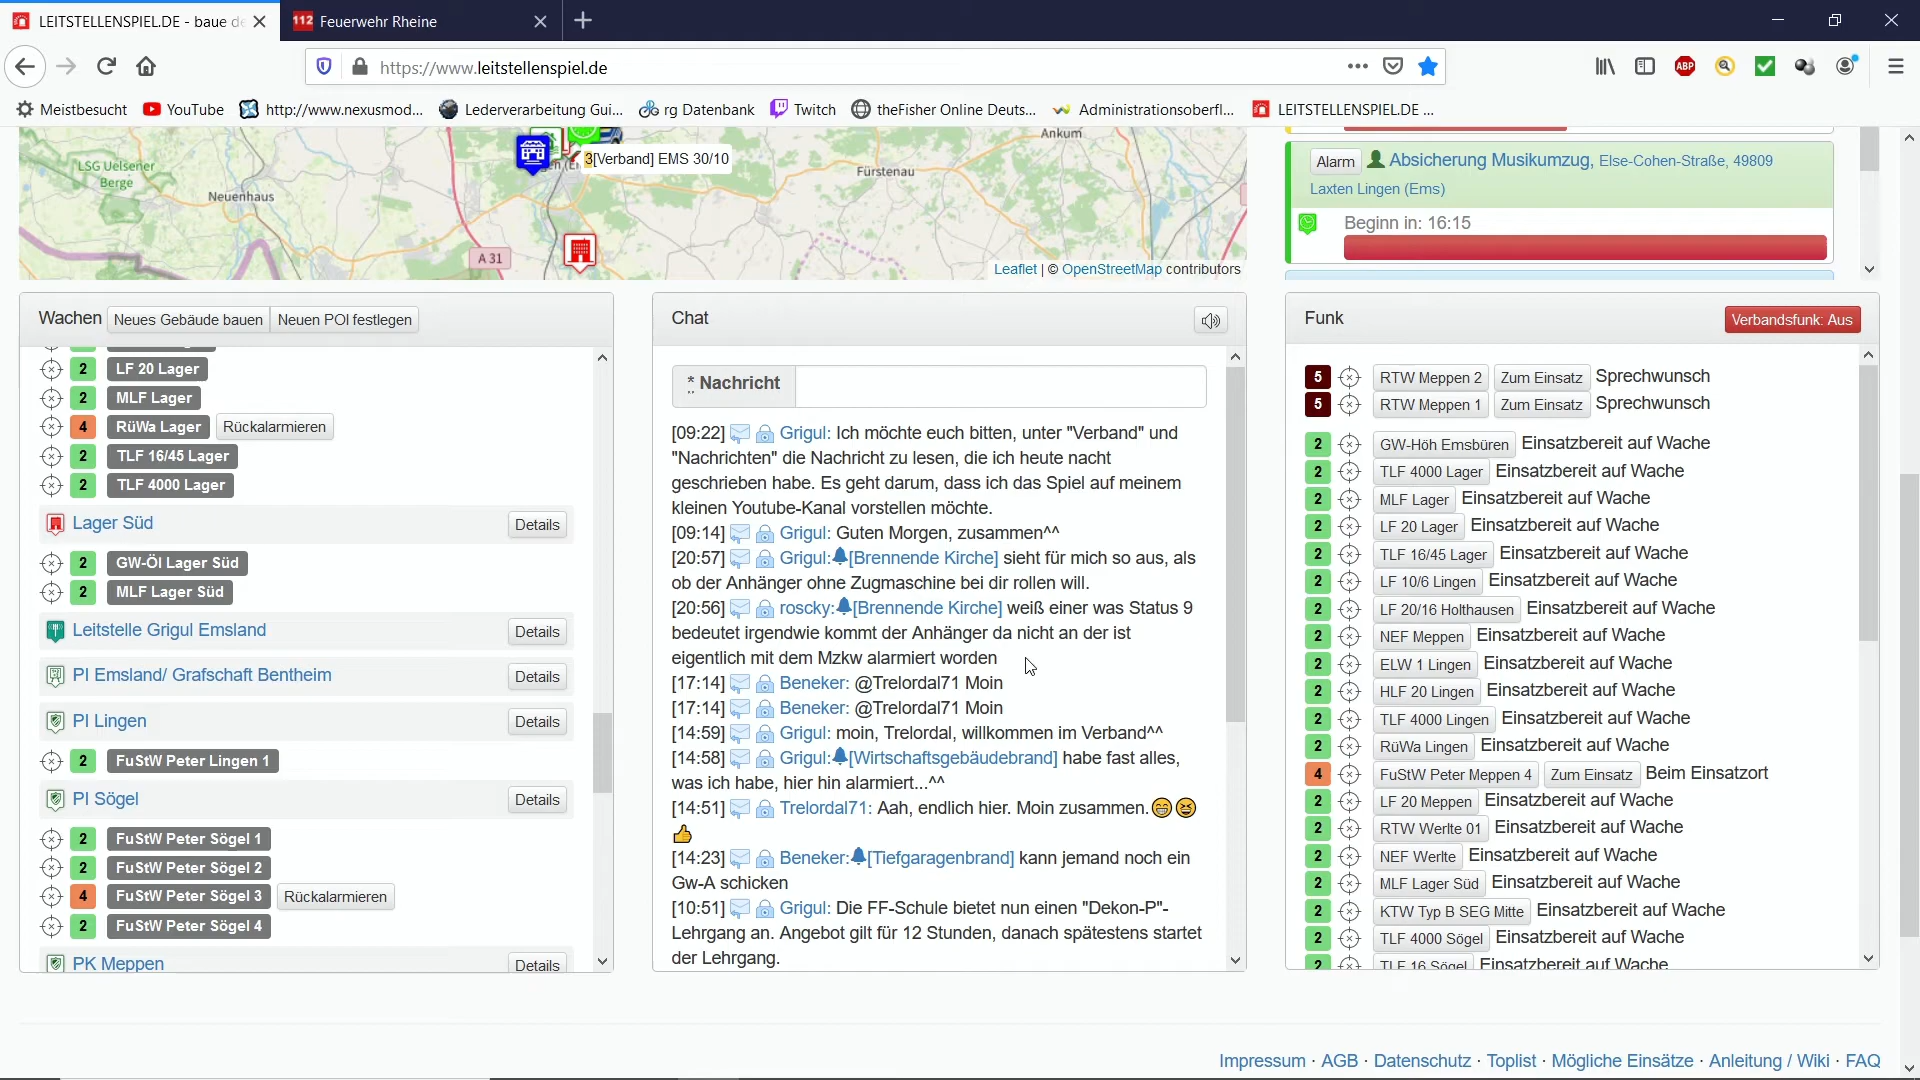 LEITSTELLENSPIEL.DE - baue de
112 Feuerwehr Rheine
https://www.leitstellenspiel.de
ABP
Meistbesucht
YouTube
http://www.nexusmod...
Lederverarbeitung Gui...
rg Datenbank
Twitch
theFisher Online Deuts...
Administrationsoberfl...
LEITSTELLENSPIEL.DE ...
LSG Uelsener
Berge
Neuenhaus
3[Verband] EMS 30/10
Fürstenau
Ankum
A 31
Leaflet | © OpenStreetMap contributors
Alarm Absicherung Musikumzug, Else-Cohen-Straße, 49809
Laxten Lingen (Ems)
Beginn in: 16:15
Wachen Neues Gebäude bauen Neuen POI festlegen
2 LF 20 Lager
2 MLF Lager
4 RüWa Lager Rückalarmieren
2 TLF 16/45 Lager
2 TLF 4000 Lager
Lager Süd Details
2 GW-Öl Lager Süd
2 MLF Lager Süd
Leitstelle Grigul Emsland Details
PI Emsland/ Grafschaft Bentheim Details
PI Lingen Details
2 FuStW Peter Lingen 1
PI Sögel Details
2 FuStW Peter Sögel 1
2 FuStW Peter Sögel 2
4 FuStW Peter Sögel 3 Rückalarmieren
2 FuStW Peter Sögel 4
PK Meppen Details
Chat
* Nachricht
[09:22] Grigul: Ich möchte euch bitten, unter "Verband" und
"Nachrichten" die Nachricht zu lesen, die ich heute nacht
geschrieben habe. Es geht darum, dass ich das Spiel auf meinem
kleinen Youtube-Kanal vorstellen möchte.
[09:14] Grigul: Guten Morgen, zusammen^^
[20:57] Grigul: [Brennende Kirche] sieht für mich so aus, als
ob der Anhänger ohne Zugmaschine bei dir rollen will.
[20:56] roscky: [Brennende Kirche] weiß einer was Status 9
bedeutet irgendwie kommt der Anhänger da nicht an der ist
eigentlich mit dem Mzkw alarmiert worden
[17:14] Beneker: @Trelordal71 Moin
[17:14] Beneker: @Trelordal71 Moin
[14:59] Grigul: moin, Trelordal, willkommen im Verband^^
[14:58] Grigul: [Wirtschaftsgebäudebrand] habe fast alles,
was ich habe, hier hin alarmiert...^^
[14:51] Trelordal71: Aah, endlich hier. Moin zusammen.😁😆
👍
[14:23] Beneker: [Tiefgaragenbrand] kann jemand noch ein
Gw-A schicken
[10:51] Grigul: Die FF-Schule bietet nun einen "Dekon-P"-
Lehrgang an. Angebot gilt für 12 Stunden, danach spätestens startet
der Lehrgang.
Funk Verbandsfunk: Aus
5 RTW Meppen 2 Zum Einsatz Sprechwunsch
5 RTW Meppen 1 Zum Einsatz Sprechwunsch
2 GW-Höh Emsbüren Einsatzbereit auf Wache
2 TLF 4000 Lager Einsatzbereit auf Wache
2 MLF Lager Einsatzbereit auf Wache
2 LF 20 Lager Einsatzbereit auf Wache
2 TLF 16/45 Lager Einsatzbereit auf Wache
2 LF 10/6 Lingen Einsatzbereit auf Wache
2 LF 20/16 Holthausen Einsatzbereit auf Wache
2 NEF Meppen Einsatzbereit auf Wache
2 ELW 1 Lingen Einsatzbereit auf Wache
2 HLF 20 Lingen Einsatzbereit auf Wache
2 TLF 4000 Lingen Einsatzbereit auf Wache
2 RüWa Lingen Einsatzbereit auf Wache
4 FuStW Peter Meppen 4 Zum Einsatz Beim Einsatzort
2 LF 20 Meppen Einsatzbereit auf Wache
2 RTW Werlte 01 Einsatzbereit auf Wache
2 NEF Werlte Einsatzbereit auf Wache
2 MLF Lager Süd Einsatzbereit auf Wache
2 KTW Typ B SEG Mitte Einsatzbereit auf Wache
2 TLF 4000 Sögel Einsatzbereit auf Wache
2 TLF 16 Sögel Einsatzbereit auf Wache
Impressum · AGB · Datenschutz · Toplist · Mögliche Einsätze · Anleitung / Wiki · FAQ